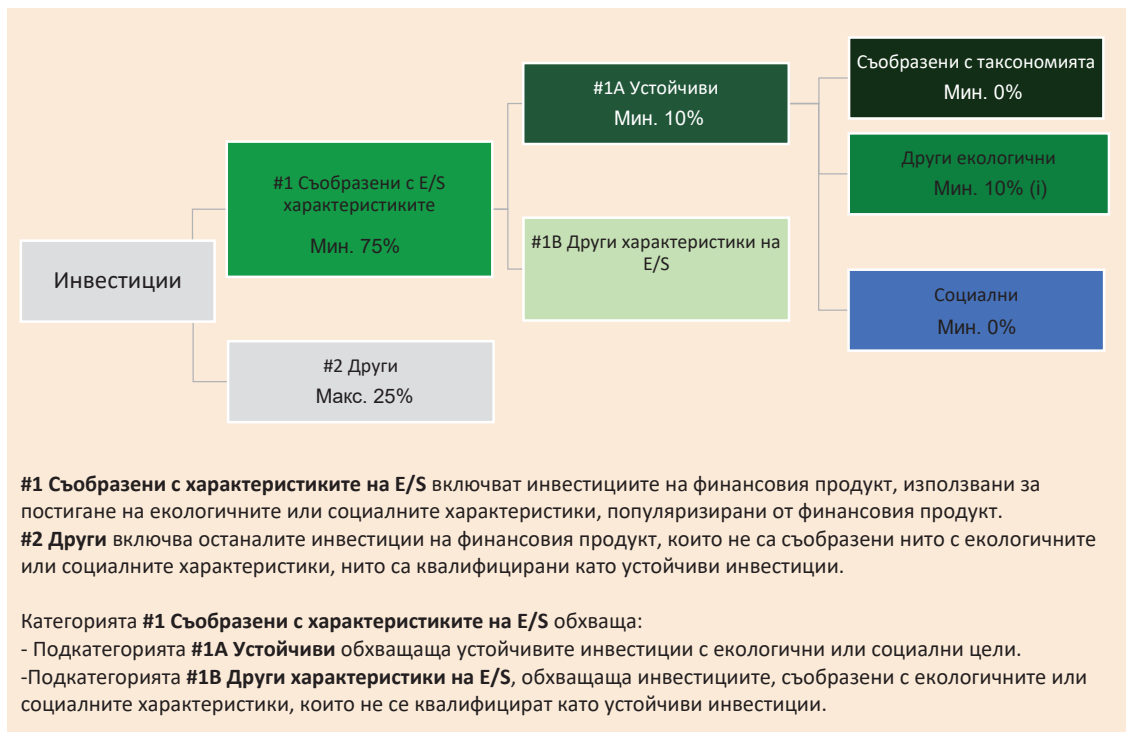 Инвестиции
#1 Съобразени с E/S
характеристиките
Мин. 75%
#2 Други
Макс. 25%
#1A Устойчиви
Мин. 10%
#1B Други характеристики на
E/S
Съобразени с таксономията
Мин. 0%
Други екологични
Мин. 10% (i)
Социални
Мин. 0%
#1 Съобразени с характеристиките на E/S включват инвестициите на финансовия продукт, използвани за
постигане на екологичните или социалните характеристики, популяризирани от финансовия продукт.
#2 Други включва останалите инвестиции на финансовия продукт, които не са съобразени нито с екологичните
или социалните характеристики, нито са квалифицирани като устойчиви инвестиции.
Категорията #1 Съобразени с характеристиките на E/S обхваща:
- Подкатегорията #1A Устойчиви обхващаща устойчивите инвестиции с екологични или социални цели.
-Подкатегорията #1B Други характеристики на E/S, обхващаща инвестициите, съобразени с екологичните или
социалните характеристики, които не се квалифицират като устойчиви инвестиции.